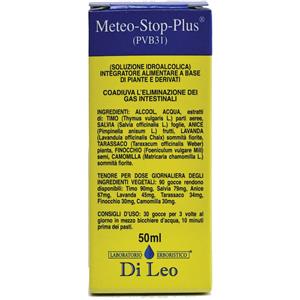 Meteo-Stop-Plus®
(PVB31)
(SOLUZIONE IDROALCOLICA)
INTEGRATORE ALIMENTARE A BASE
DI PIANTE E DERIVATI
COADIUVA L'ELIMINAZIONE DEI
GAS INTESTINALI
INGREDIENTI: ALCOOL, ACQUA, estratti
di: TIMO (Thymus vulgaris L.) parti aeree,
SALVIA (Salvia officinalis L.) foglie, ANICE
(Pimpinella anisum L.) frutti, LAVANDA
(Lavandula officinalis Chaix) sommità fiorite,
TARASSACO (Taraxacum officinalis Weber)
pianta, FINOCCHIO (Foeniculum vulgare Mill)
semi, CAMOMILLA (Matricaria chamomilla L.)
sommità fiorite.
TENORE PER DOSE GIORNALIERA DEGLI
INGREDIENTI VEGETALI: 90 gocce rendono
disponibili: Timo 90mg, Salvia 79mg, Anice
67mg, Lavanda 45mg, Tarassaco 34mg,
Finocchio 30mg, Camomilla 30mg.
CONSIGLI D'USO: 30 gocce per 3 volte al
giorno in mezzo bicchiere d'acqua, 10 minuti
prima dei pasti.
50ml
LABORATORIO ERBORISTICO
Di Leo